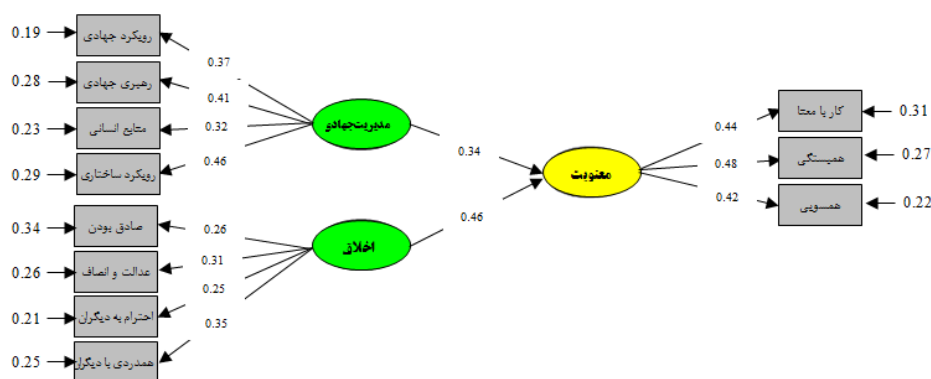 0.19
رویکرد جهادی
0.37
0.28
رهبری جهادی
0.41
0.23
منابع انسانی
0.32
0.29
رویکرد ساختاری
0.46
مدیریت‌جهادی
0.34
0.34
صادق بودن
0.26
0.26
عدالت و انصاف
0.31
0.21
احترام به دیگران
0.25
0.25
همدردی با دیگران
0.35
اخلاق
0.46
معنویت
0.44
کار با معنا
0.31
0.48
همبستگی
0.27
0.42
همسویی
0.22